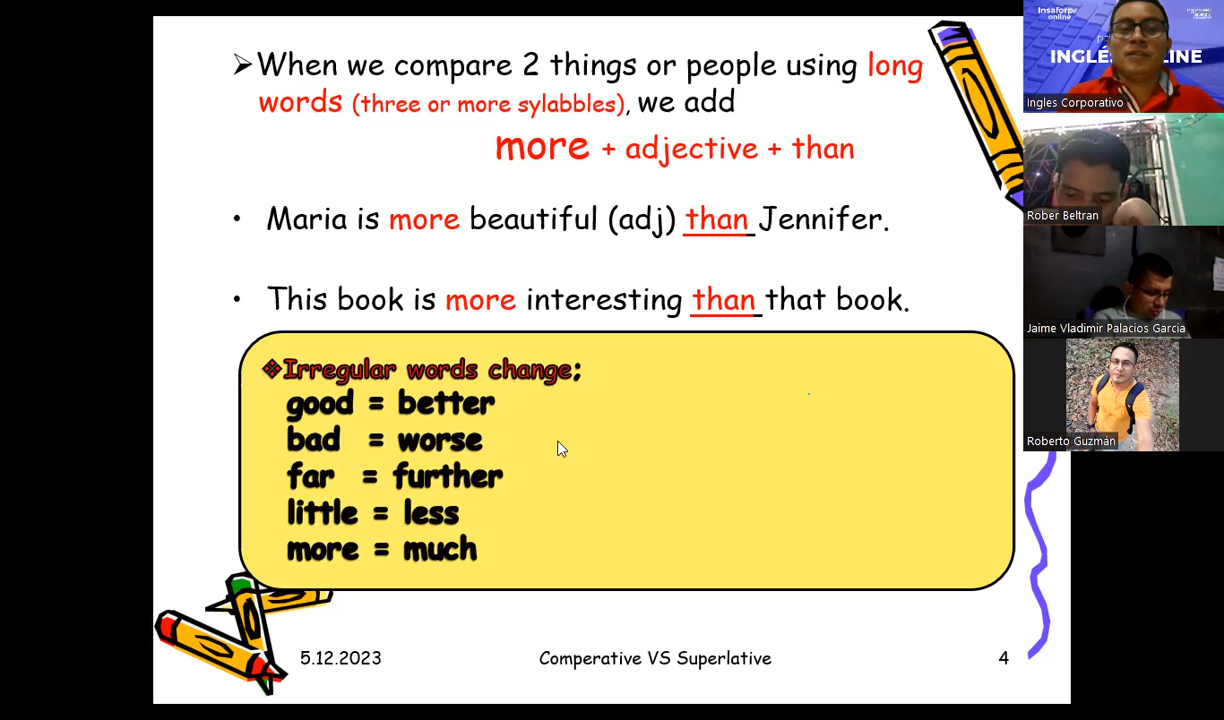 When we compare 2 things or people using long
words (three or more sylabbles), we add
more + adjective + than
Maria is more beautiful (adj) than Jennifer.
This book is more interesting than that book.
Irregular words change;
good = better
bad = worse
far = further
little = less
more = much
5.12.2023
Comperative VS Superlative
4
Insaforp
online
INGLÉS
LINE
Ingles Corporativo
Rober Beltran
Jaime Vladimir Palacios Garcia
Roberto Guzmán